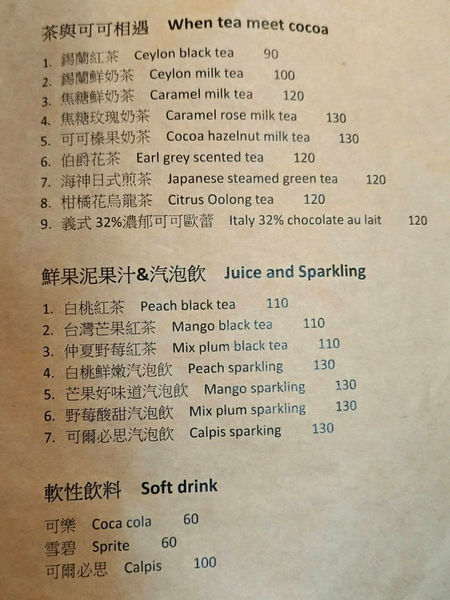 茶與可可相遇 When tea meet cocoa
1. 錫蘭紅茶 Ceylon black tea 90
2. 錫蘭鮮奶茶 Ceylon milk tea 100
3. 焦糖鮮奶茶 Caramel milk tea 120
4. 焦糖玫瑰奶茶 Caramel rose milk tea 130
5. 可可榛果奶茶 Cocoa hazelnut milk tea 130
6. 伯爵花茶 Earl grey scented tea 120
7. 海神日式煎茶 Japanese steamed green tea 120
8. 柑橘花烏龍茶 Citrus Oolong tea 120
9. 義式 32%濃郁可可歐蕾 Italy 32% chocolate au lait 120
鮮果泥果汁&汽泡飲 Juice and Sparkling
1. 白桃紅茶 Peach black tea 110
2. 台灣芒果紅茶 Mango black tea 110
3. 仲夏野莓紅茶 Mix plum black tea 110
4. 白桃鮮嫩汽泡飲 Peach sparkling 130
5. 芒果好味道汽泡飲 Mango sparkling 130
6. 野莓酸甜汽泡飲 Mix plum sparkling 130
7. 可爾必思汽泡飲 Calpis sparking 130
軟性飲料 Soft drink
可樂 Coca cola 60
雪碧 Sprite 60
可爾必思 Calpis 100